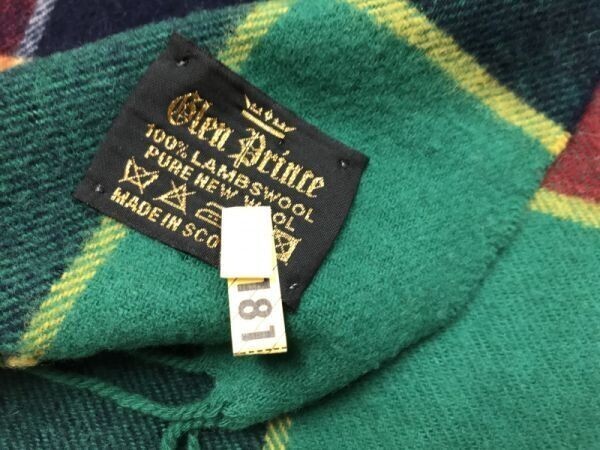 Glen Prince
100% LAMBSWOOL
PURE NEW WOOL
MADE IN SCO
181